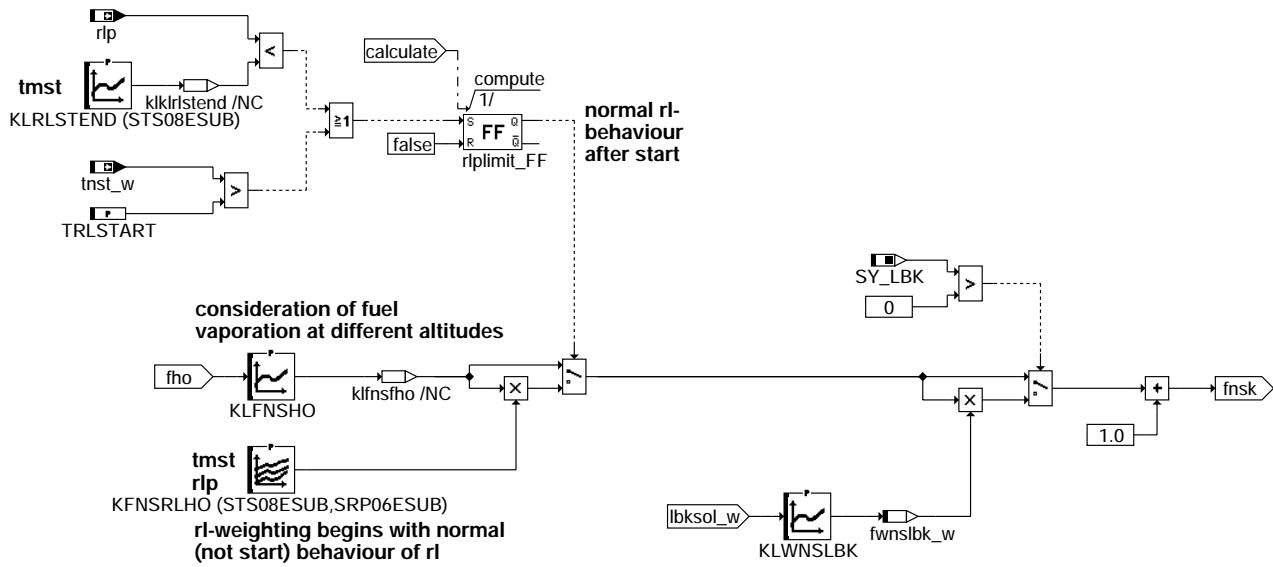 rlp
<
calculate
P
tmst
klklrlstend /NC
KLRLSTEND (STS08ESUB)
≧1
compute
1/
S Q
FF
R Q̅
false
rlplimit_FF
normal rl-
behaviour
after start
tnst_w
>
P
TRLSTART
SY_LBK
>
0
consideration of fuel
vaporation at different altitudes
fho
P
KLFNSHO
klfnsfho /NC
×
×
+
fnsk
1.0
tmst
rlp
P
KFNSRLHO (STS08ESUB,SRP06ESUB)
rl-weighting begins with normal
(not start) behaviour of rl
lbksol_w
P
KLWNSLBK
fwnslbk_w